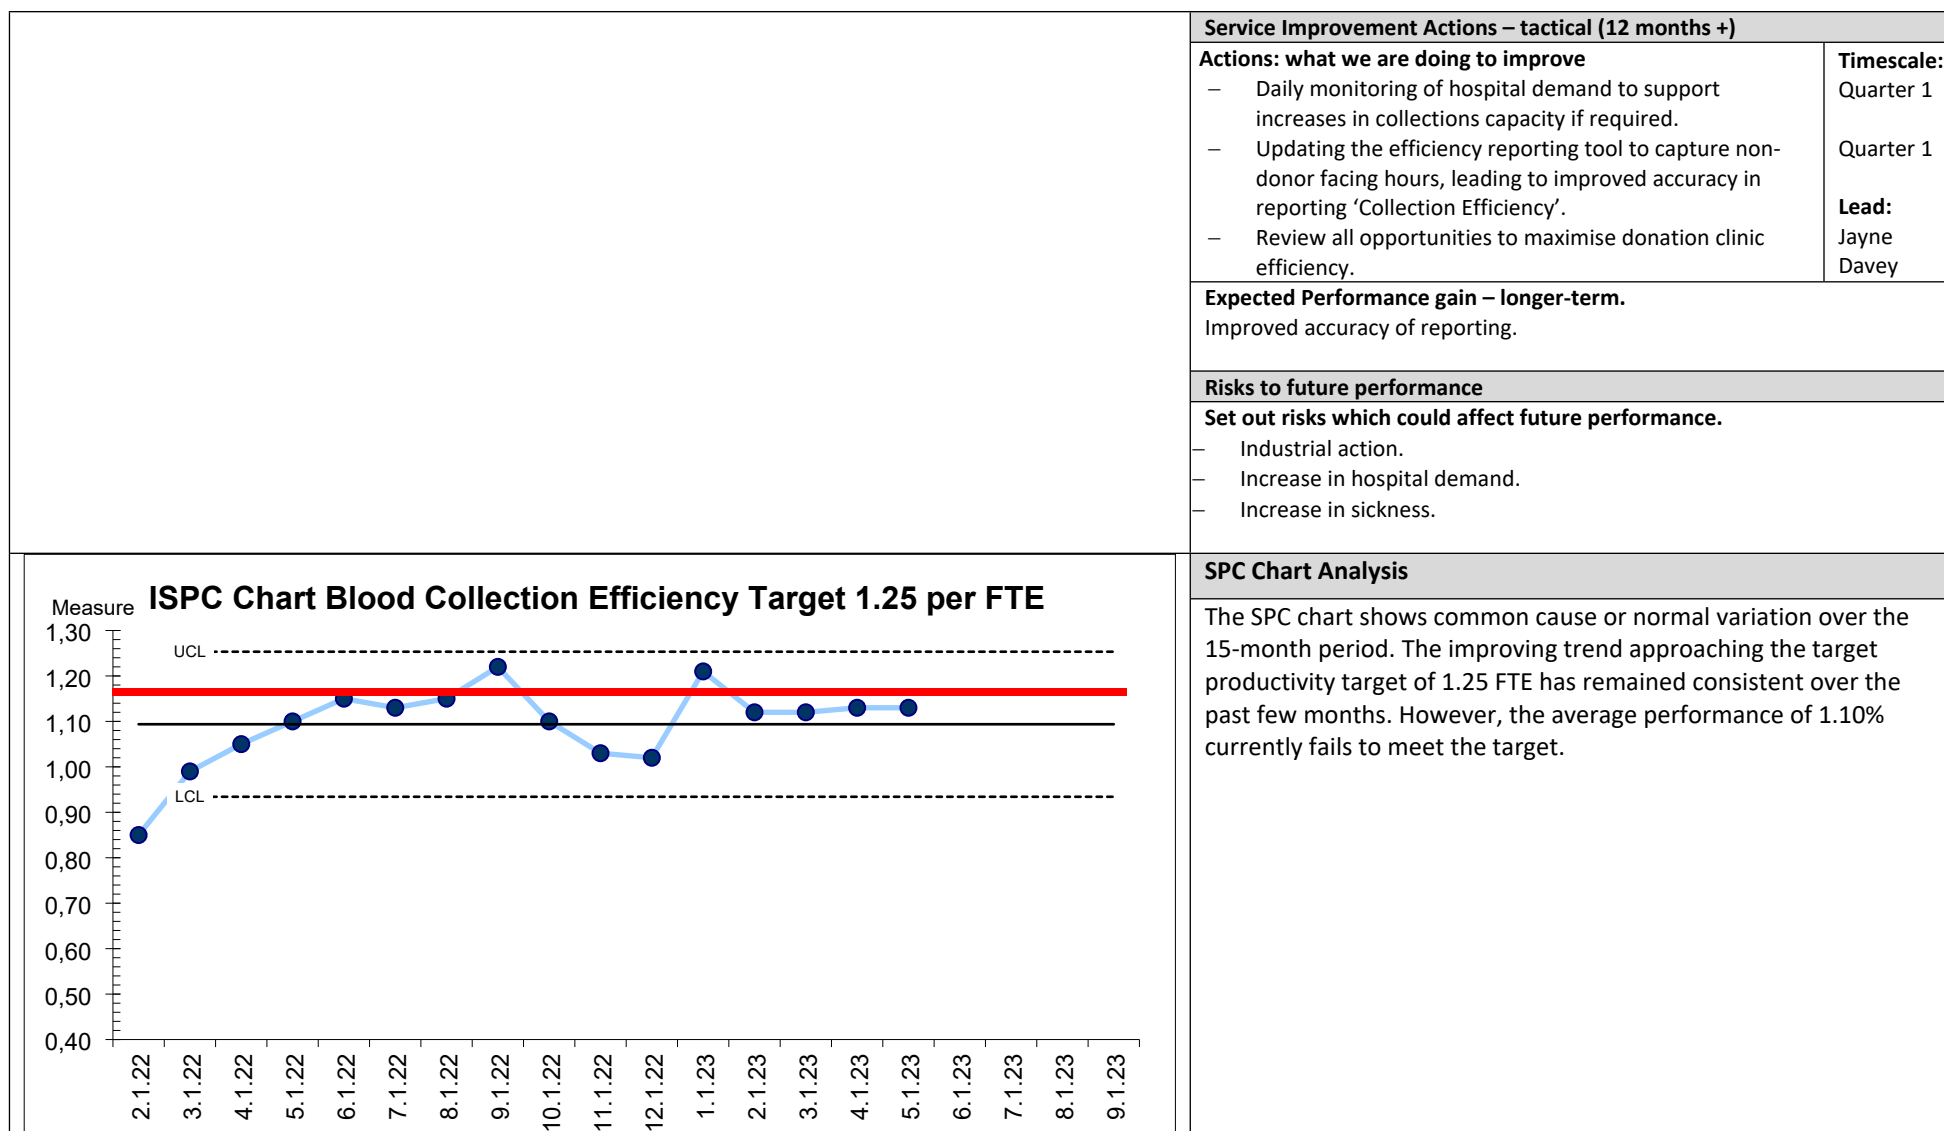 Service Improvement Actions – tactical (12 months +)
Actions: what we are doing to improve
– Daily monitoring of hospital demand to support
increases in collections capacity if required.
– Updating the efficiency reporting tool to capture non-
donor facing hours, leading to improved accuracy in
reporting ‘Collection Efficiency’.
– Review all opportunities to maximise donation clinic
efficiency.
Timescale:
Quarter 1
Quarter 1
Lead:
Jayne
Davey
Expected Performance gain – longer-term.
Improved accuracy of reporting.
Risks to future performance
Set out risks which could affect future performance.
– Industrial action.
– Increase in hospital demand.
– Increase in sickness.
Measure
ISPC Chart Blood Collection Efficiency Target 1.25 per FTE
1,30
1,20
1,10
1,00
0,90
0,80
0,70
0,60
0,50
0,40
UCL
LCL
2.1.22
3.1.22
4.1.22
5.1.22
6.1.22
7.1.22
8.1.22
9.1.22
10.1.22
11.1.22
12.1.22
1.1.23
2.1.23
3.1.23
4.1.23
5.1.23
6.1.23
7.1.23
8.1.23
9.1.23
SPC Chart Analysis
The SPC chart shows common cause or normal variation over the
15-month period. The improving trend approaching the target
productivity target of 1.25 FTE has remained consistent over the
past few months. However, the average performance of 1.10%
currently fails to meet the target.